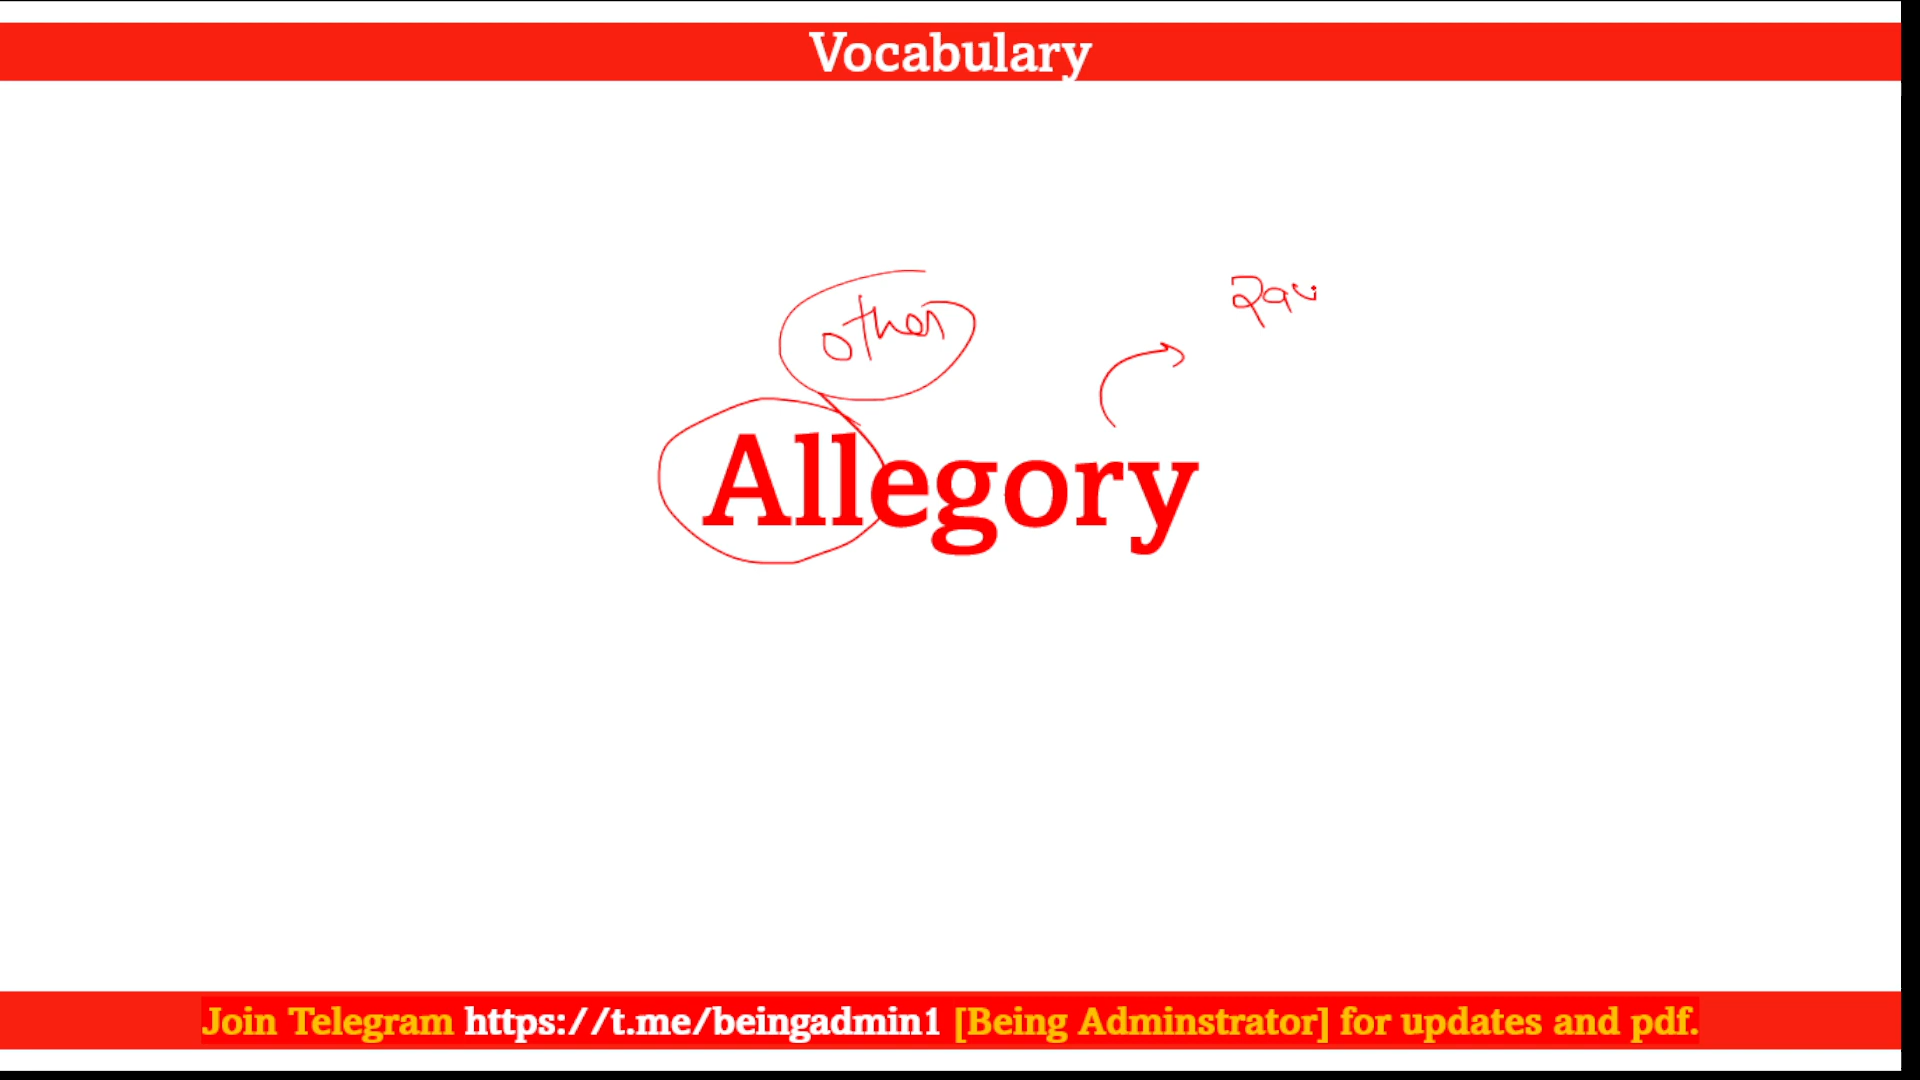 Vocabulary
other
Allegory
Join Telegram https://t.me/beingadmin1 [Being Adminstrator] for updates and pdf.